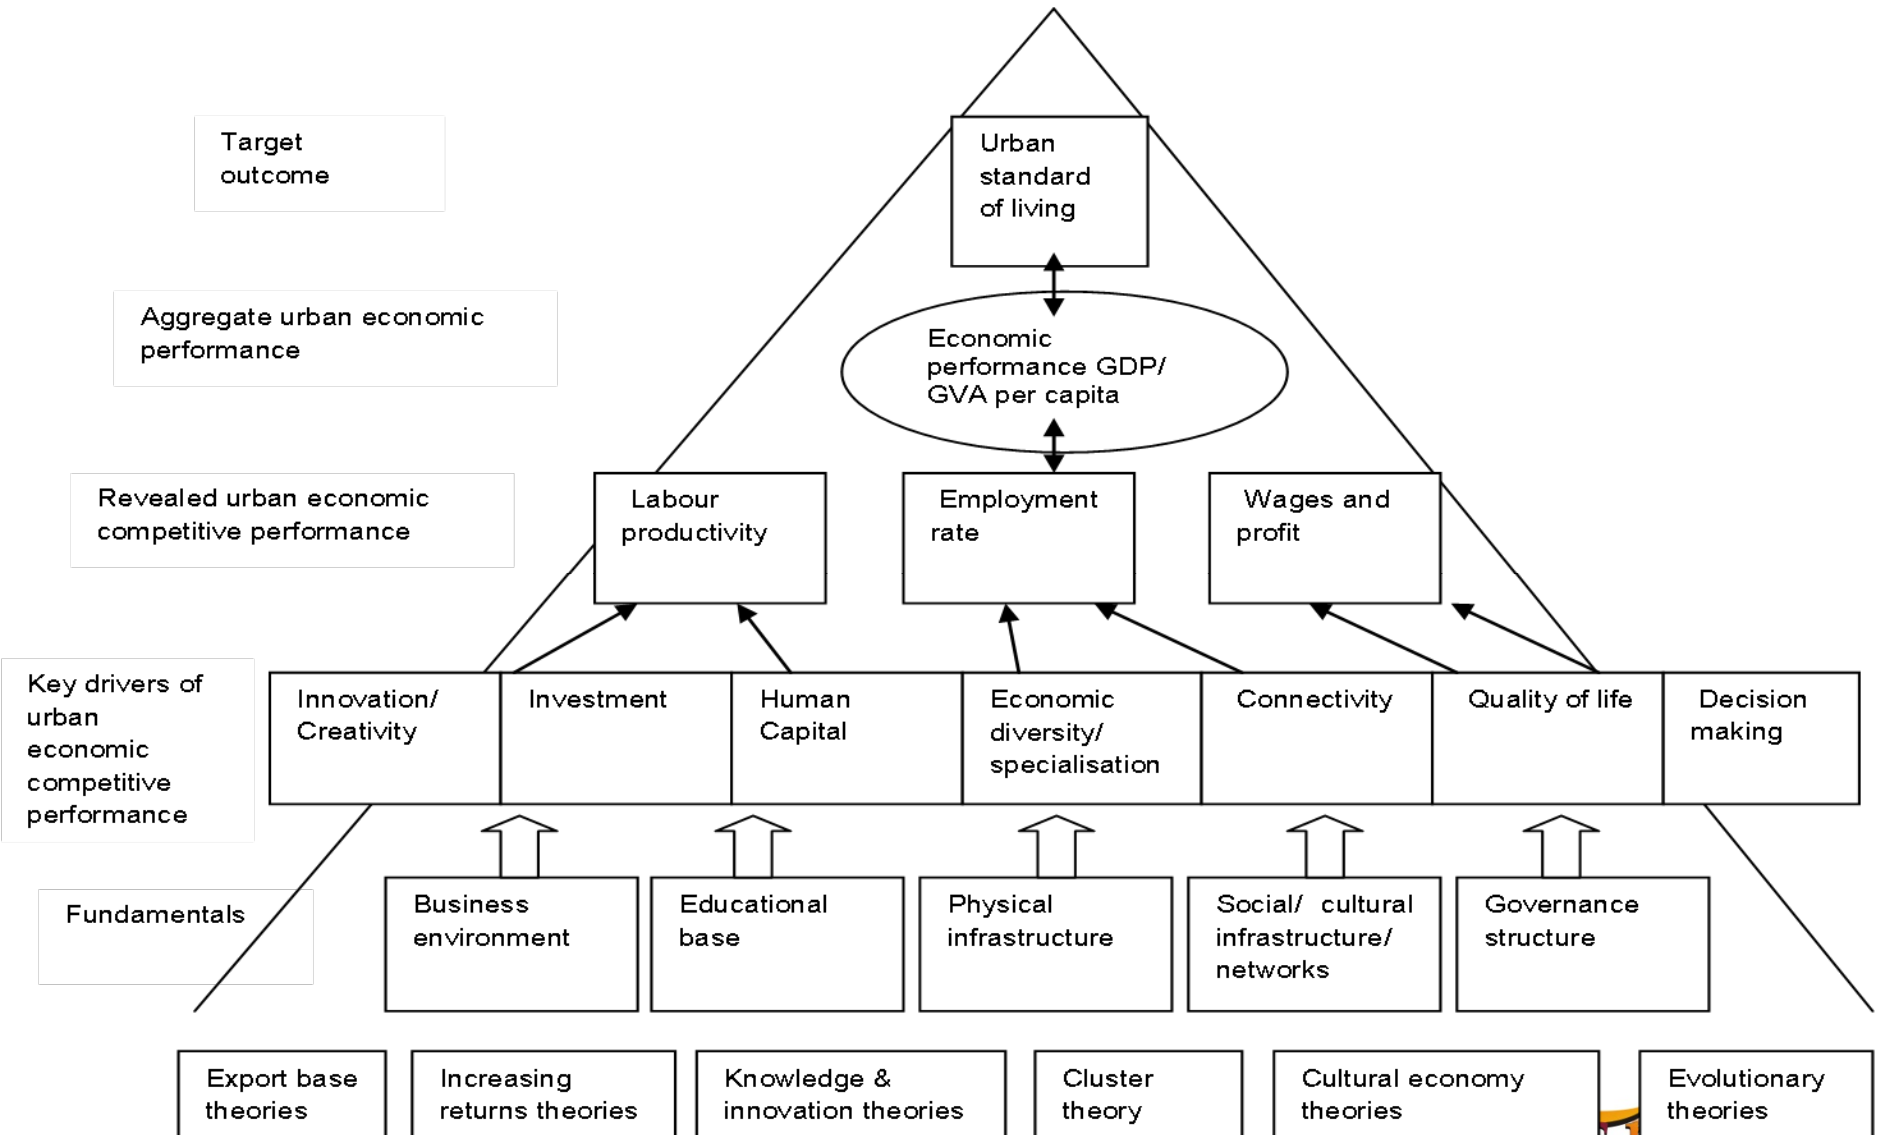 Target
outcome
Urban
standard
of living
Aggregate urban economic
performance
Economic
performance GDP/
GVA per capita
Revealed urban economic
competitive performance
Labour
productivity
Employment
rate
Wages and
profit
Key drivers of
urban
economic
competitive
performance
Innovation/
Creativity
Investment
Human
Capital
Economic
diversity/
specialisation
Connectivity
Quality of life
Decision
making
Fundamentals
Business
environment
Educational
base
Physical
infrastructure
Social/ cultural
infrastructure/
networks
Governance
structure
Export base
theories
Increasing
returns theories
Knowledge &
innovation theories
Cluster
theory
Cultural economy
theories
Evolutionary
theories